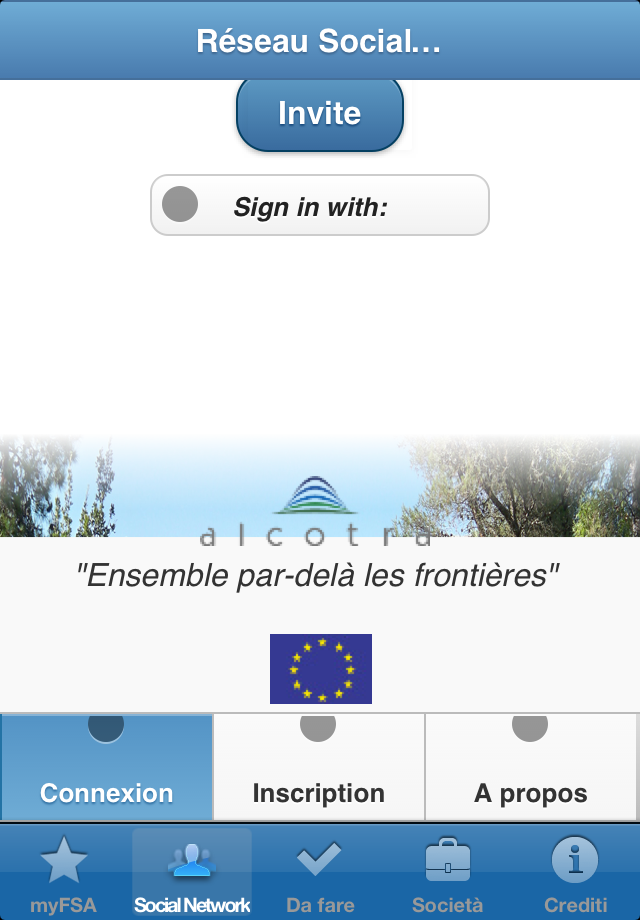 Réseau Social...
Invite
Sign in with:
alcotra
"Ensemble par-delà les frontières"
Connexion
Inscription
A propos
myFSA
Social Network
Da fare
Società
Crediti